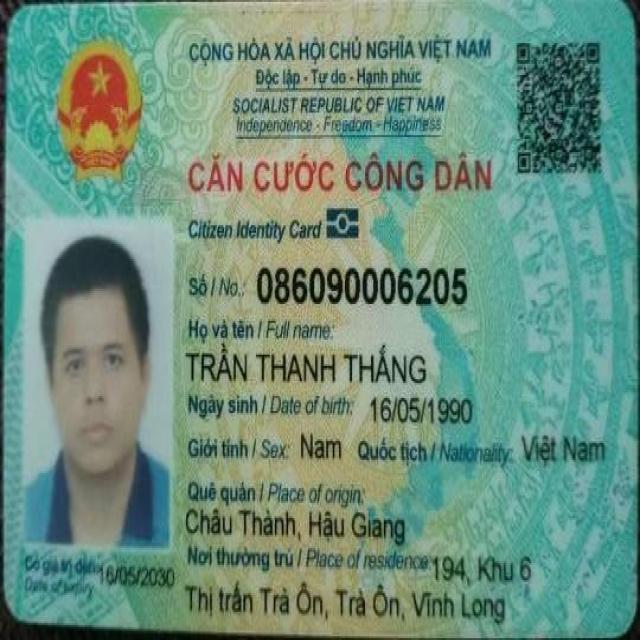 CỘNG HÒA XÃ HỘI CHỦ NGHĨA VIỆT NAM
Độc lập - Tự do - Hạnh phúc
SOCIALIST REPUBLIC OF VIET NAM
Independence - Freedom - Happiness
CĂN CƯỚC CÔNG DÂN
Citizen Identity Card
Số / No.: 086090006205
Họ và tên / Full name:
TRẦN THANH THẮNG
Ngày sinh / Date of birth: 16/05/1990
Giới tính / Sex: Nam Quốc tịch / Nationality: Việt Nam
Quê quán / Place of origin:
Châu Thành, Hậu Giang
Nơi thường trú / Place of residence: 194, Khu 6
Thị trấn Trà Ôn, Trà Ôn, Vĩnh Long
Có giá trị đến: 16/05/2030
Date of expiry